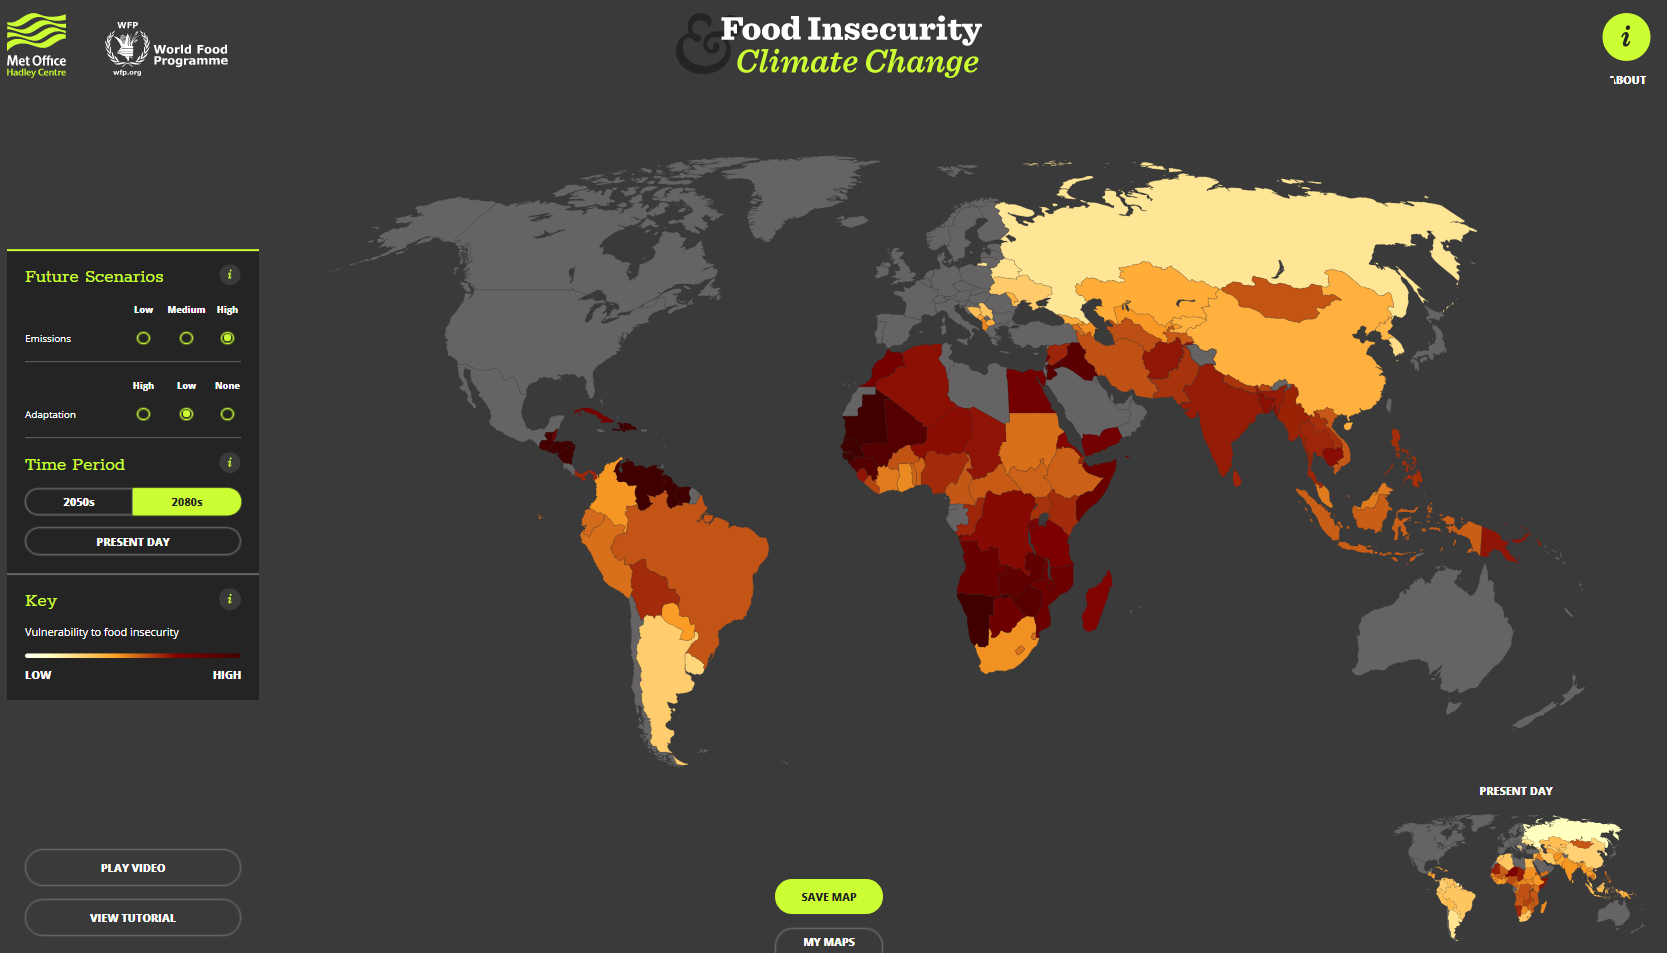 Met Office
Hadley Centre
WFP
wfp.org
World Food
Programme
&
Food Insecurity
Climate Change
i
ABOUT
Future Scenarios
i
Low Medium High
Emissions
High Low None
Adaptation
Time Period
i
2050s 2080s
PRESENT DAY
Key
i
Vulnerability to food insecurity
LOW HIGH
PLAY VIDEO
VIEW TUTORIAL
SAVE MAP
MY MAPS
PRESENT DAY